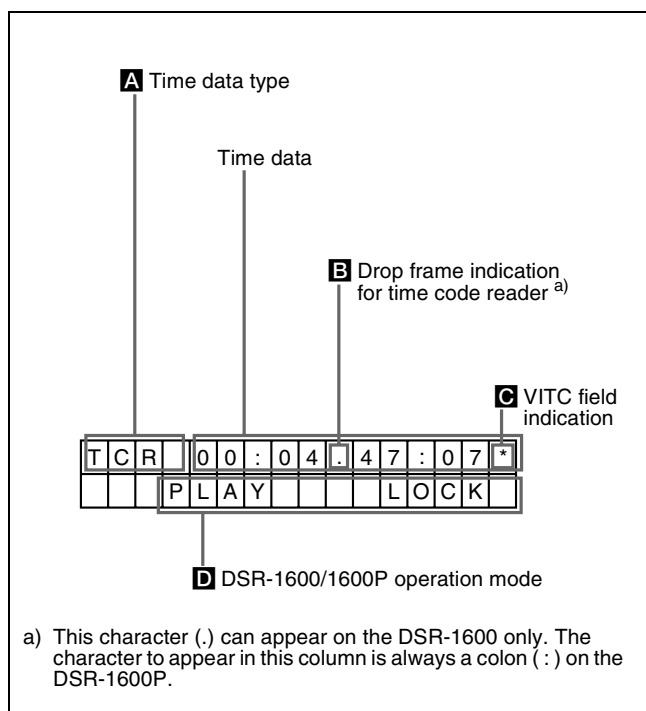 A Time data type
Time data
B Drop frame indication
for time code reader a)
C VITC field
indication
TCR 00:04.47:07*
PLAY LOCK
D DSR-1600/1600P operation mode
a) This character (.) can appear on the DSR-1600 only. The
character to appear in this column is always a colon ( : ) on the
DSR-1600P.